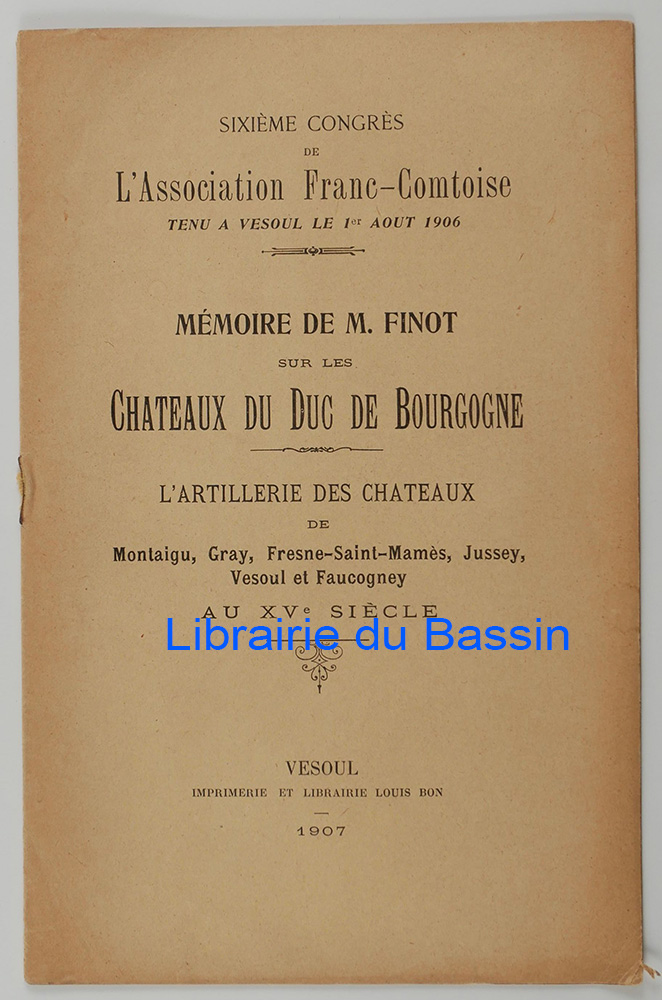 SIXIÈME CONGRÈS
DE
L'Association Franc-Comtoise
TENU A VESOUL LE 1er AOUT 1906
MÉMOIRE DE M. FINOT
SUR LES
CHATEAUX DU DUC DE BOURGOGNE
L'ARTILLERIE DES CHATEAUX
DE
Montaigu, Gray, Fresne-Saint-Mamès, Jussey,
Vesoul et Faucogney
AU XVe SIÈCLE
Librairie du Bassin
VESOUL
IMPRIMERIE ET LIBRAIRIE LOUIS BON
1907